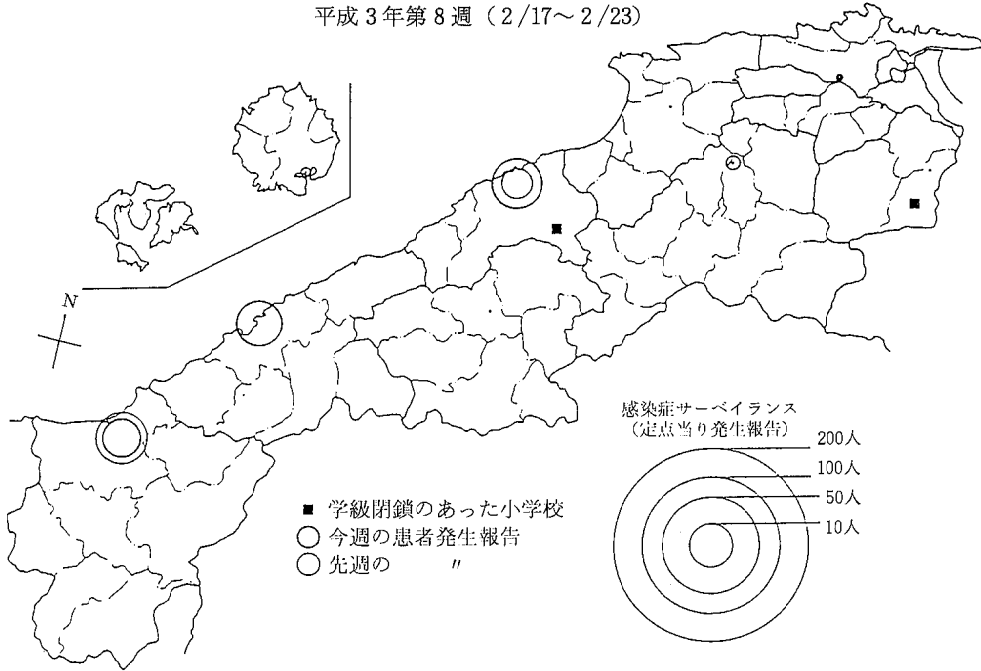 平成3年第8週(2/17～2/23)
N
感染症サーベイランス
(定点当り発生報告)
200人
100人
50人
10人
■ 学級閉鎖のあった小学校
○ 今週の患者発生報告
○ 先週の 〃